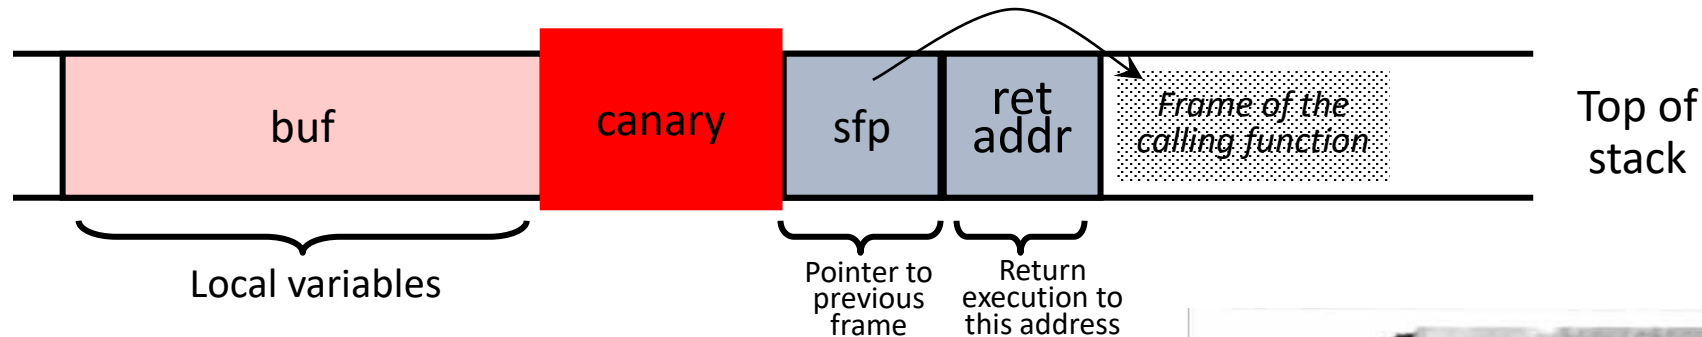 buf
canary
sfp
ret
addr
Frame of the
calling function
Top of
stack
Local variables
Pointer to
previous
frame
Return
execution to
this address